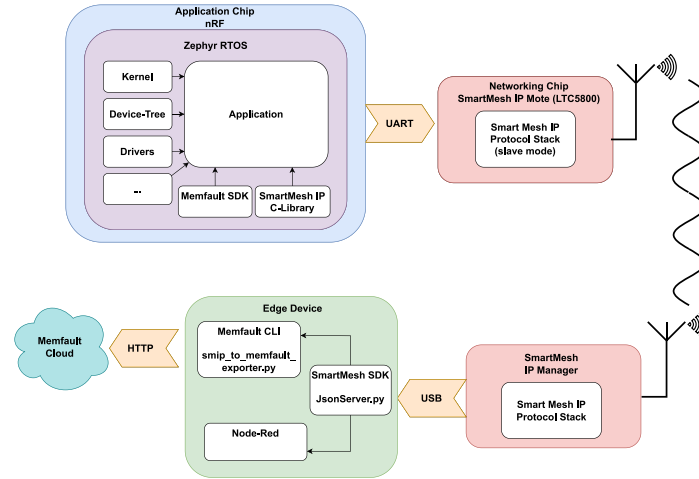 Application Chip
nRF
Zephyr RTOS
Kernel
Device-Tree
Drivers
...
Application
Memfault SDK
SmartMesh IP
C-Library
UART
Networking Chip
SmartMesh IP Mote (LTC5800)
Smart Mesh IP
Protocol Stack
(slave mode)
Memfault
Cloud
HTTP
Edge Device
Memfault CLI
smip_to_memfault_
exporter.py
SmartMesh SDK
JsonServer.py
Node-Red
USB
SmartMesh
IP Manager
Smart Mesh IP
Protocol Stack